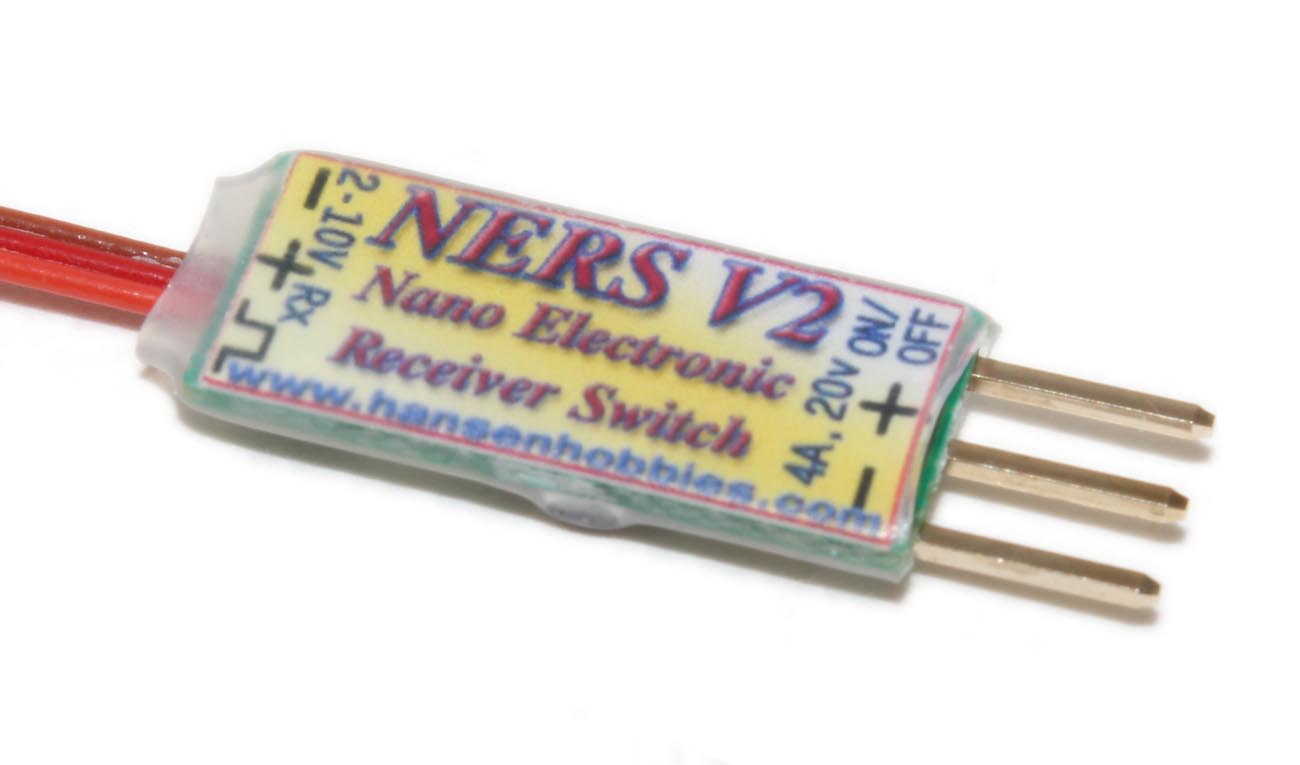 NERS V2
Nano Electronic
Receiver Switch
www.hansenhobbies.com
- + 
2-10v Rx
ON/
OFF
4A, 20v
+ -